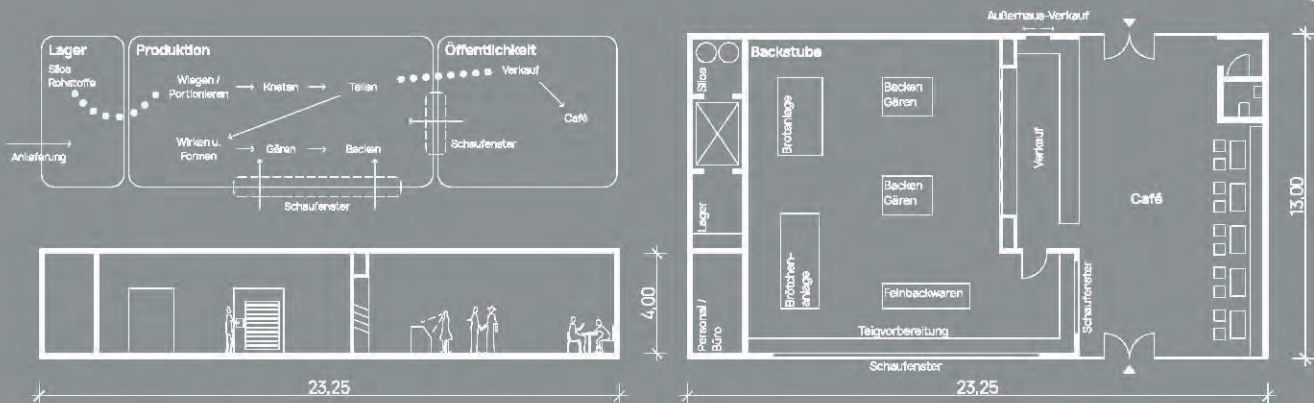 Lager
Silos
Rohstoffe
Anlieferung
Produktion
Wiegen /
Portionieren
Kneten
Teilen
Wirken u.
Formen
Gären
Backen
Schaufenster
Öffentlichkeit
Verkauf
Café
Schaufenster
4,00
23,25
Außerhaus-Verkauf
Silos
Lager
Personal /
Büro
Backstube
Brotanlage
Brötchen-
anlage
Backen
Gären
Backen
Gären
Feinbackwaren
Teigvorbereitung
Schaufenster
Verkauf
Schaufenster
Café
13,00
23,25